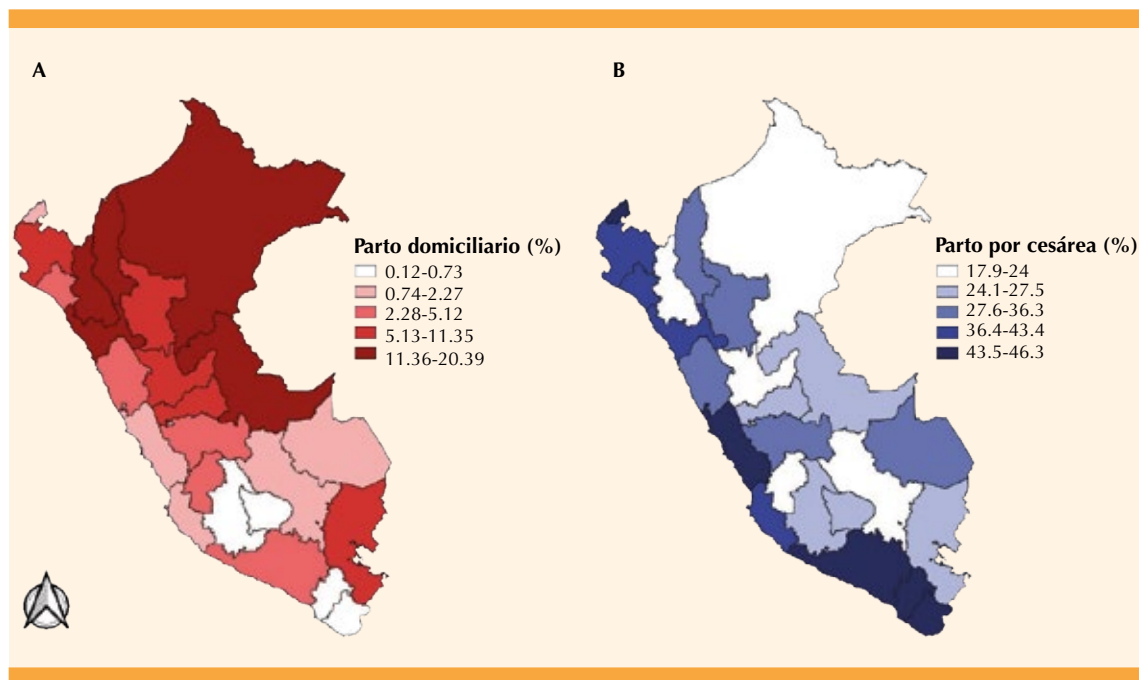 A
Parto domiciliario (%)
0.12-0.73
0.74-2.27
2.28-5.12
5.13-11.35
11.36-20.39
B
Parto por cesárea (%)
17.9-24
24.1-27.5
27.6-36.3
36.4-43.4
43.5-46.3